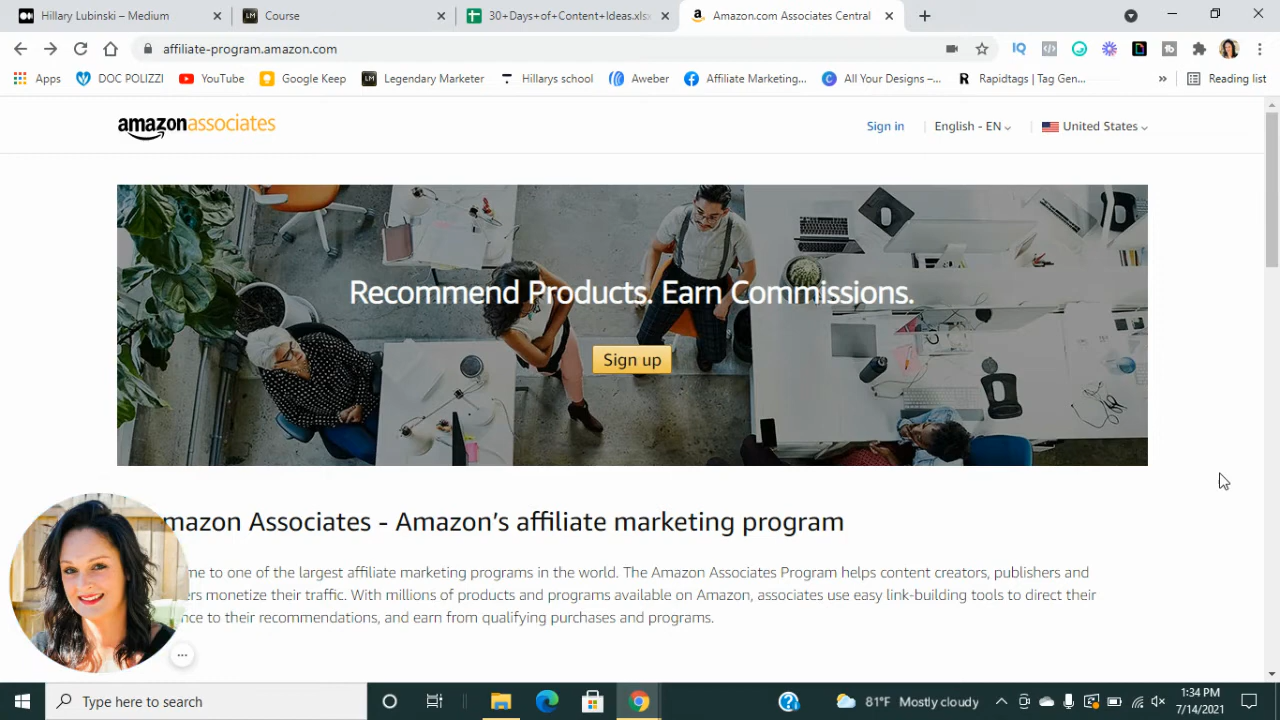 Hillary Lubinski – Medium
Course
30+Days+of+Content+Ideas.xls
Amazon.com Associates Central
affiliate-program.amazon.com
Apps
DOC POLIZZI
YouTube
Google Keep
Legendary Marketer
Hillarys school
Aweber
Affiliate Marketing...
All Your Designs –...
Rapidtags | Tag Gen...
»
Reading list
amazonassociates
Sign in
English - EN
United States
Recommend Products. Earn Commissions.
Sign up
mazon Associates - Amazon's affiliate marketing program
me to one of the largest affiliate marketing programs in the world. The Amazon Associates Program helps content creators, publishers and
ers monetize their traffic. With millions of products and programs available on Amazon, associates use easy link-building tools to direct their
nce to their recommendations, and earn from qualifying purchases and programs.
Type here to search
81°F Mostly cloudy
1:34 PM
7/14/2021